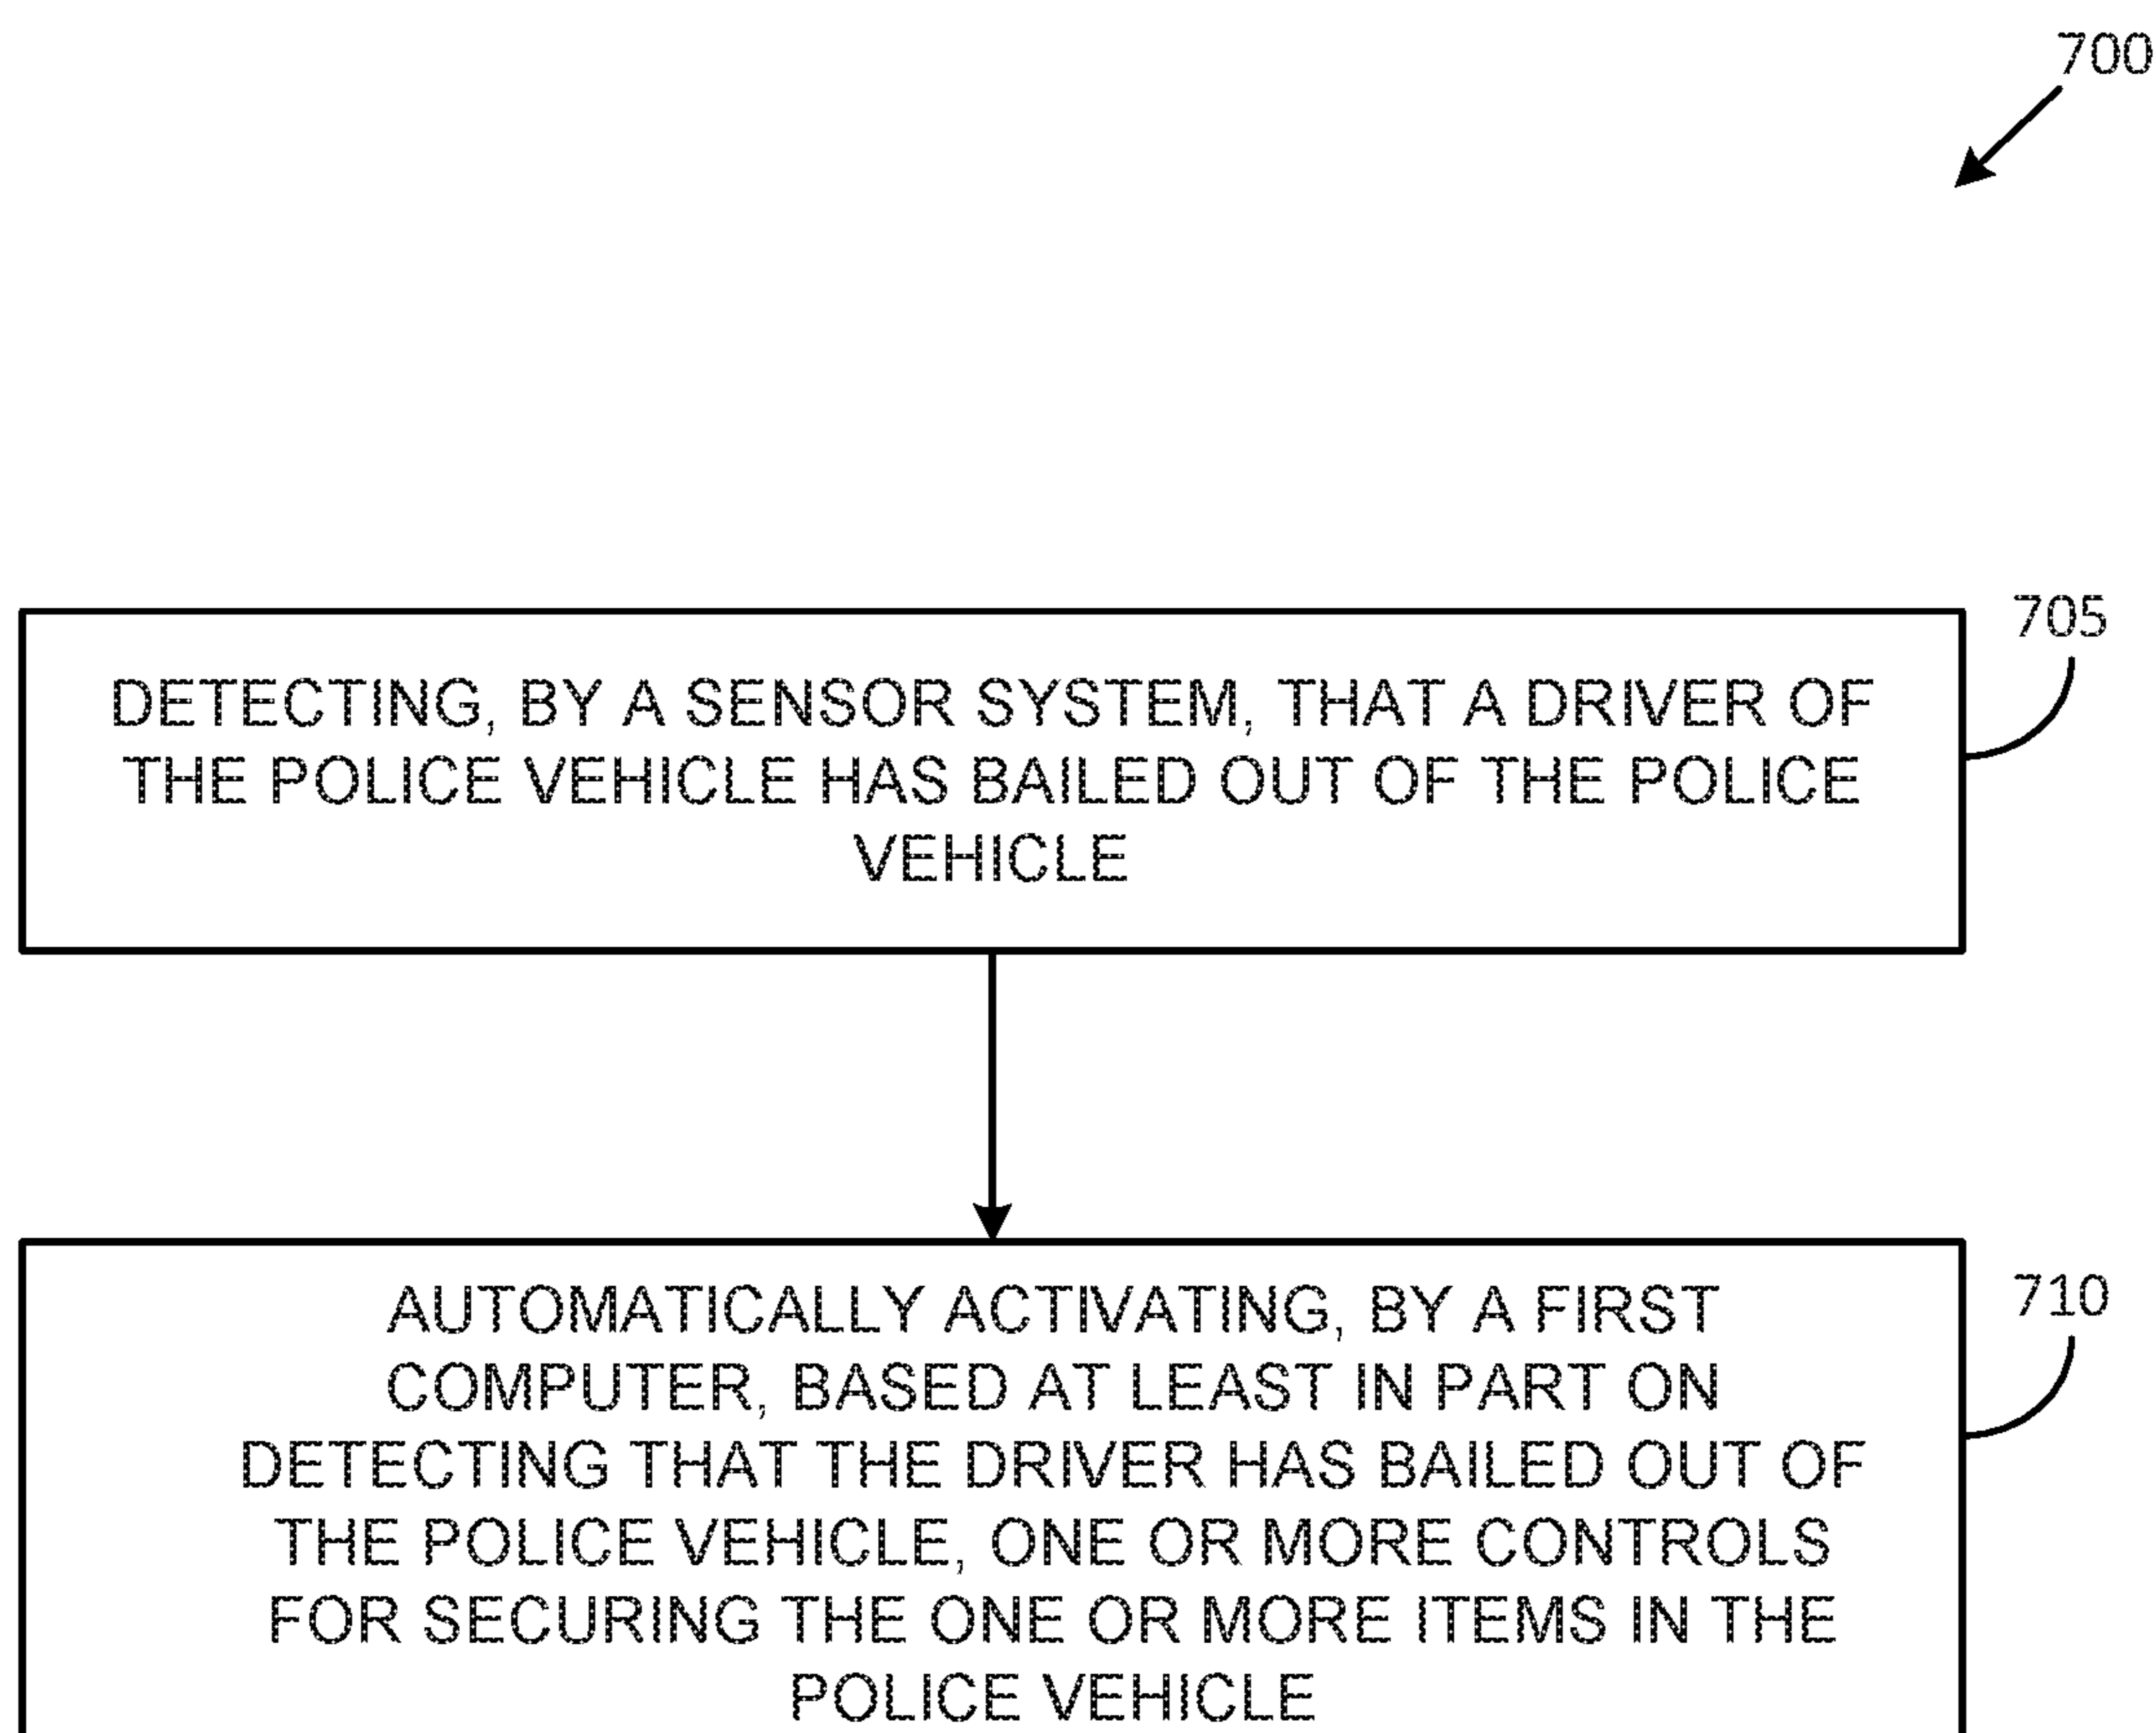 700
705
DETECTING, BY A SENSOR SYSTEM, THAT A DRIVER OF
THE POLICE VEHICLE HAS BAILED OUT OF THE POLICE
VEHICLE
710
AUTOMATICALLY ACTIVATING, BY A FIRST
COMPUTER, BASED AT LEAST IN PART ON
DETECTING THAT THE DRIVER HAS BAILED OUT OF
THE POLICE VEHICLE, ONE OR MORE CONTROLS
FOR SECURING THE ONE OR MORE ITEMS IN THE
POLICE VEHICLE